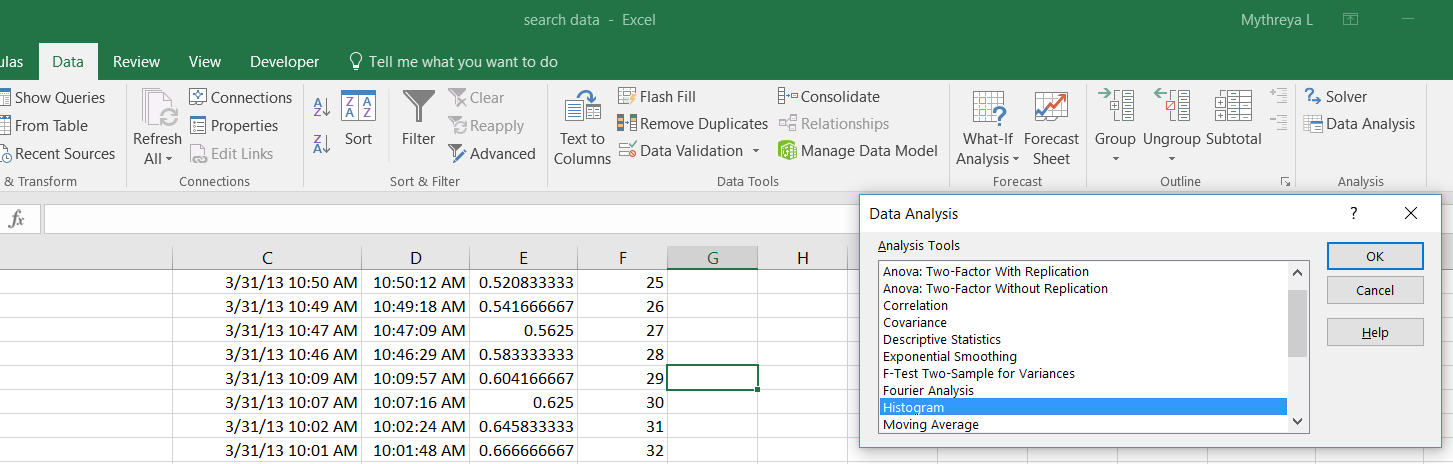 search data - Excel
Mythreya L
ulas Data Review View Developer Tell me what you want to do
Show Queries
From Table
Recent Sources
& Transform
Refresh All
Connections
Properties
Edit Links
Connections
A Z
Z A
Z A A Z
Sort
Filter
Clear
Reapply
Advanced
Sort & Filter
Text to Columns
Flash Fill
Remove Duplicates
Data Validation
Consolidate
Relationships
Manage Data Model
Data Tools
What-If Analysis
Forecast Sheet
Forecast
Group
Ungroup
Subtotal
Outline
Solver
Data Analysis
Analysis
fx
C D E F G H
3/31/13 10:50 AM 10:50:12 AM 0.520833333 25
3/31/13 10:49 AM 10:49:18 AM 0.541666667 26
3/31/13 10:47 AM 10:47:09 AM 0.5625 27
3/31/13 10:46 AM 10:46:29 AM 0.583333333 28
3/31/13 10:09 AM 10:09:57 AM 0.604166667 29
3/31/13 10:07 AM 10:07:16 AM 0.625 30
3/31/13 10:02 AM 10:02:24 AM 0.645833333 31
3/31/13 10:01 AM 10:01:48 AM 0.666666667 32
Data Analysis ?
Analysis Tools
Anova: Two-Factor With Replication
Anova: Two-Factor Without Replication
Correlation
Covariance
Descriptive Statistics
Exponential Smoothing
F-Test Two-Sample for Variances
Fourier Analysis
Histogram
Moving Average
OK
Cancel
Help